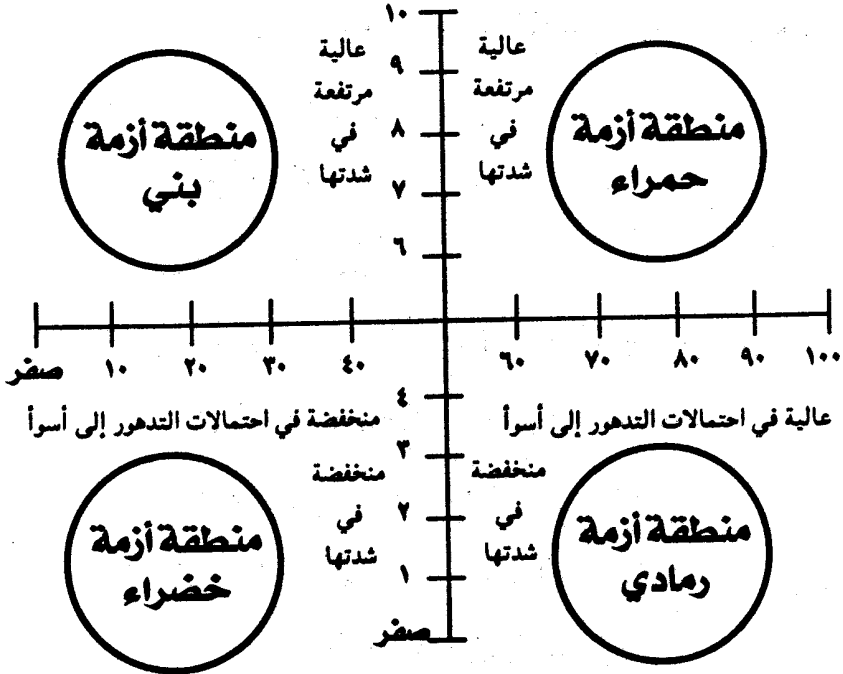 ١٠
عالية
مرتفعة
في
شدتها
عالية
مرتفعة
في
شدتها
٩
٨
٧
٦
منطقة أزمة
حمراء
منطقة أزمة
بني
صفر ١٠ ٢٠ ٣٠ ٤٠ ٦٠ ٧٠ ٨٠ ٩٠ ١٠٠
عالية في احتمالات التدهور إلى أسوأ
منخفضة في احتمالات التدهور إلى أسوأ
٤
٣
٢
١
صفر
منخفضة
في
شدتها
منخفضة
في
شدتها
منطقة أزمة
رمادي
منطقة أزمة
خضراء